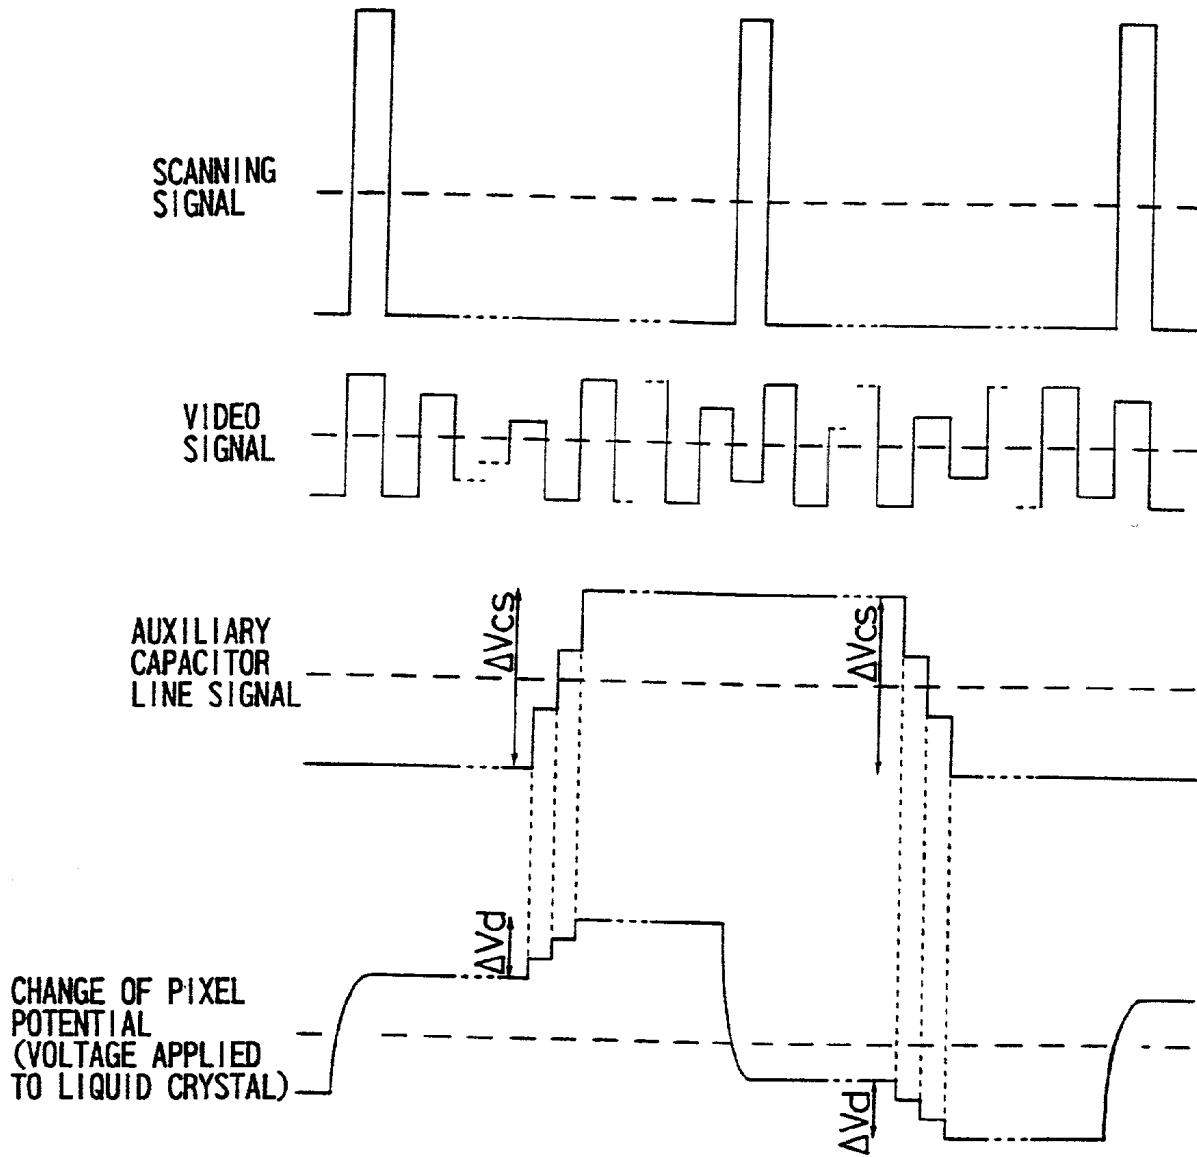 SCANNING
SIGNAL
VIDEO
SIGNAL
AUXILIARY
CAPACITOR
LINE SIGNAL
ΔVcs
ΔVcs
ΔVd
CHANGE OF PIXEL
POTENTIAL
(VOLTAGE APPLIED
TO LIQUID CRYSTAL)
ΔVd